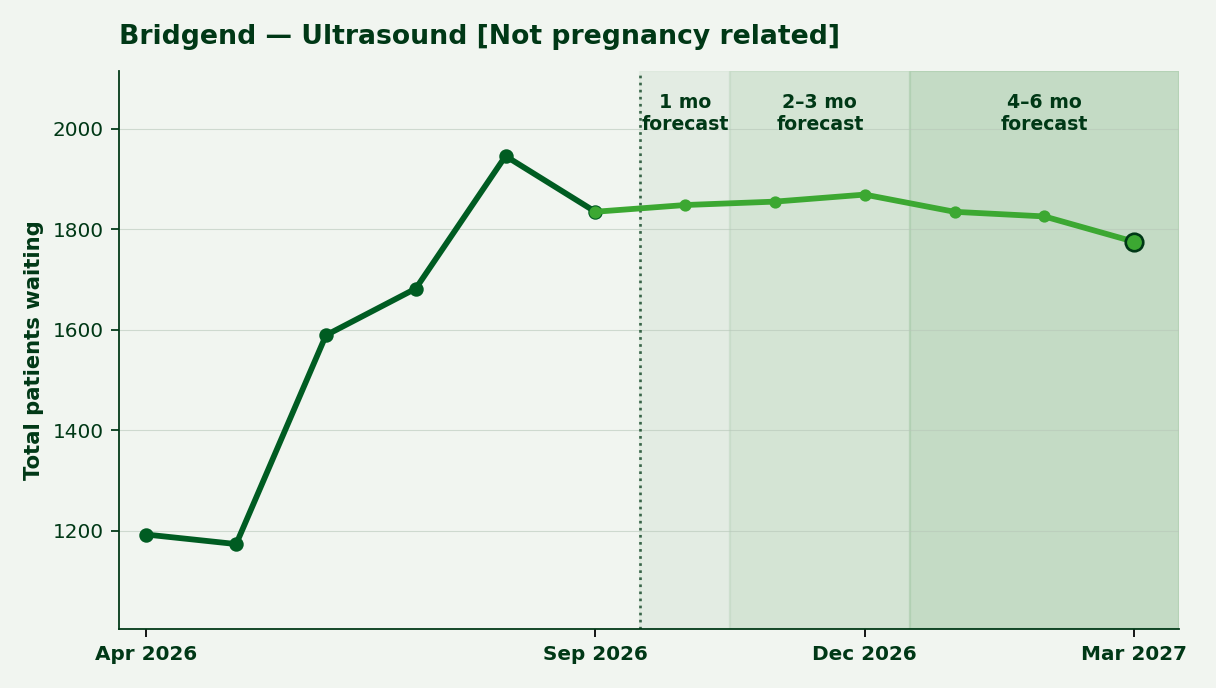 Bridgend — Ultrasound [Not pregnancy related]
Total patients waiting
2000
1800
1600
1400
1200
1 mo
forecast
2–3 mo
forecast
4–6 mo
forecast
Apr 2026
Sep 2026
Dec 2026
Mar 2027